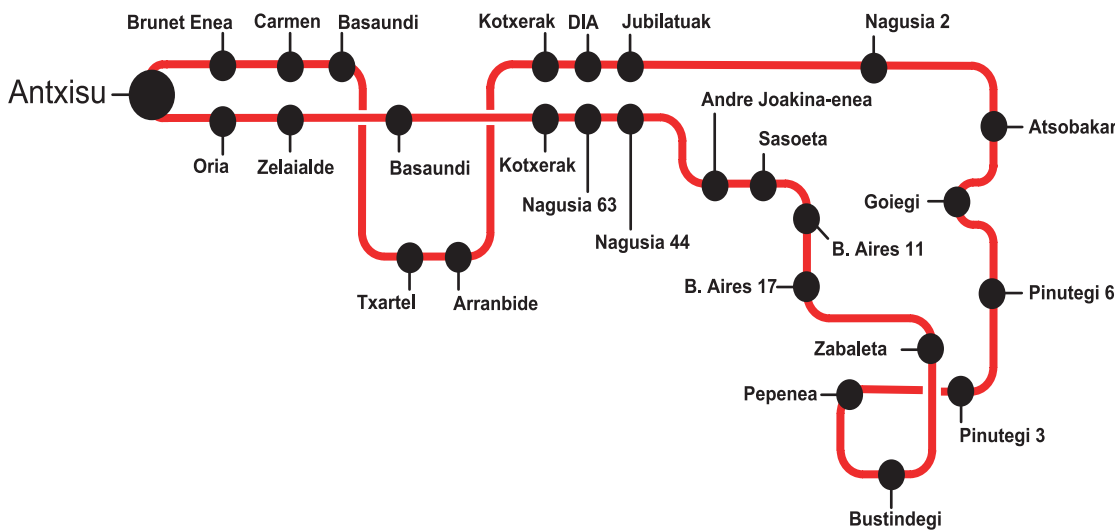 Brunet Enea
Carmen
Basaundi
Kotxerak
DIA
Jubilatuak
Nagusia 2
Antxisu
Andre Joakina-enea
Atsobakar
Sasoeta
Oria
Zelaialde
Basaundi
Kotxerak
Nagusia 63
Goiegi
Nagusia 44
B. Aires 11
B. Aires 17
Txartel
Arranbide
Pinutegi 6
Zabaleta
Pepenea
Pinutegi 3
Bustindegi